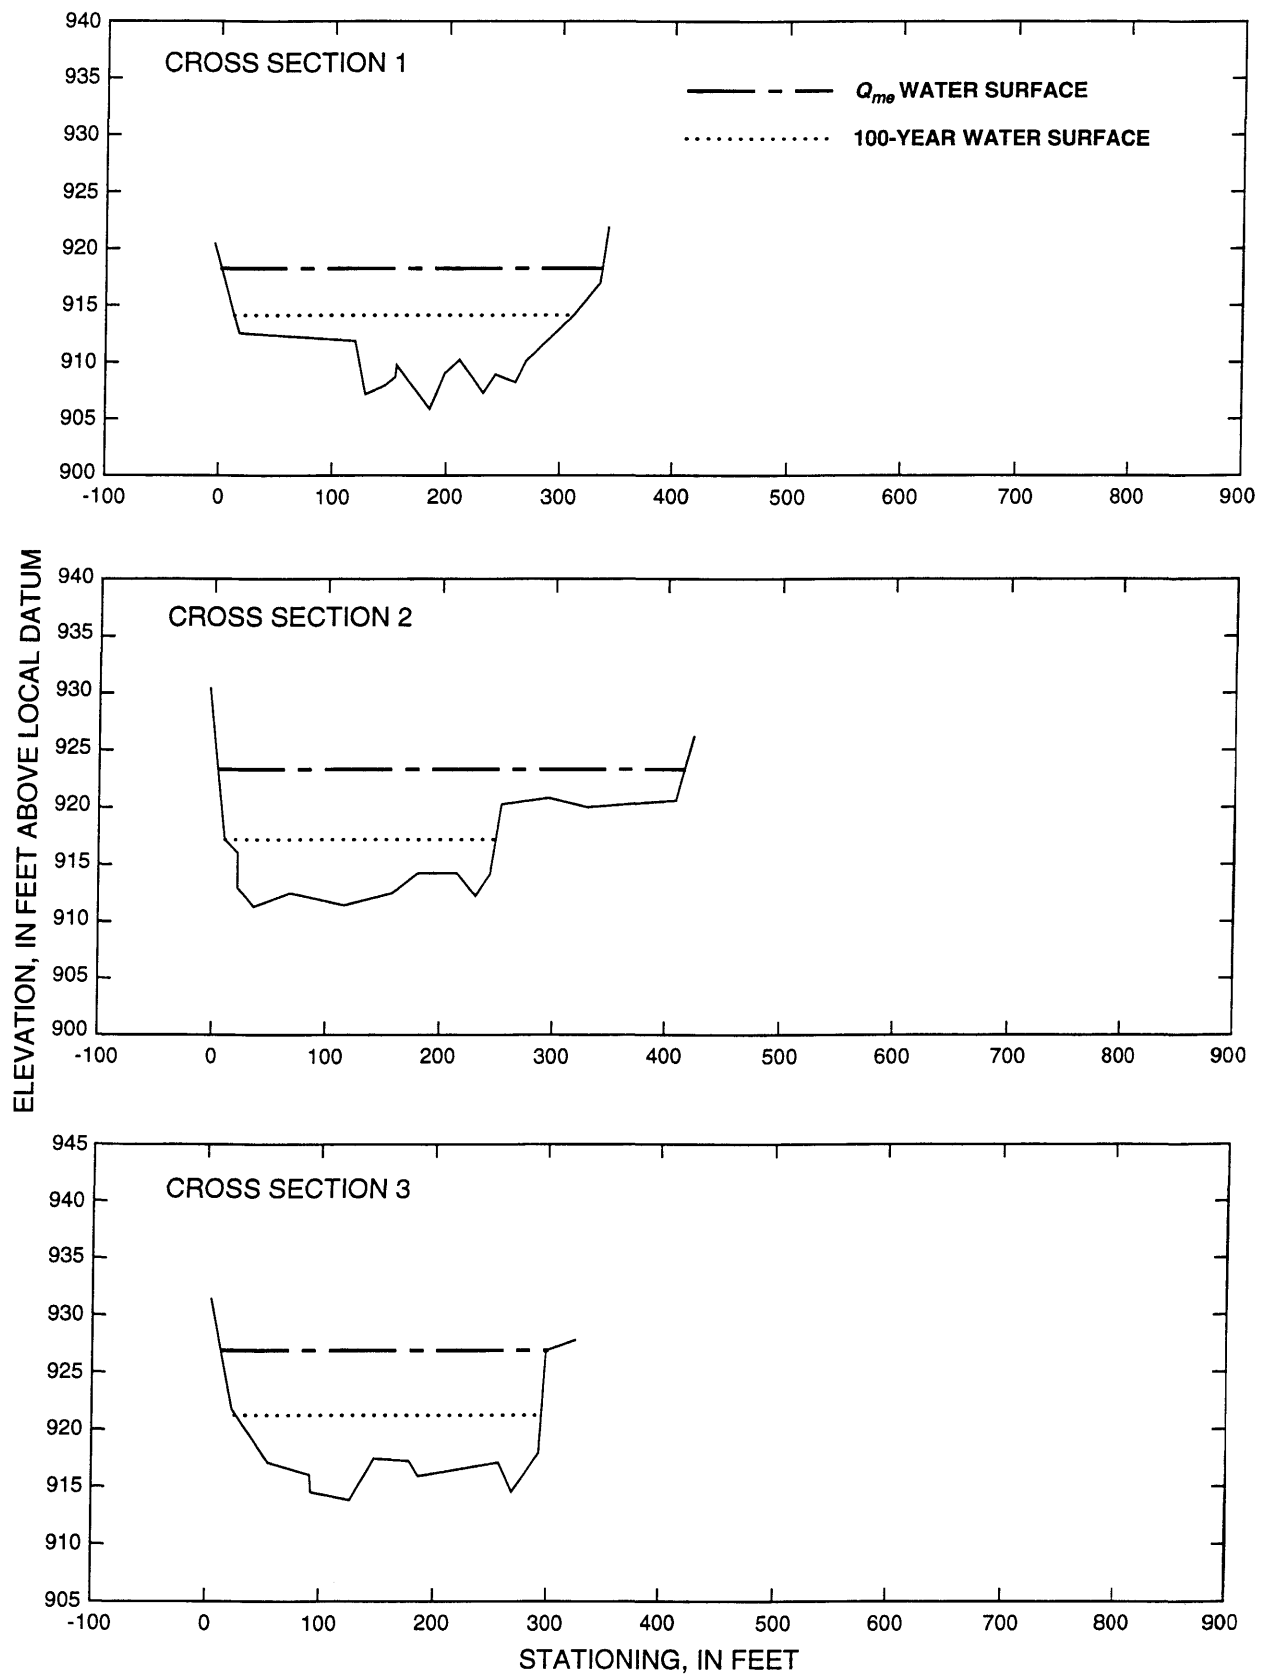 940
CROSS SECTION 1
935
Qme WATER SURFACE
930
100-YEAR WATER SURFACE
925
920
915
910
905
900
-100 0 100 200 300 400 500 600 700 800 900
ELEVATION, IN FEET ABOVE LOCAL DATUM
940
CROSS SECTION 2
935
930
925
920
915
910
905
900
-100 0 100 200 300 400 500 600 700 800 900
945
CROSS SECTION 3
940
935
930
925
920
915
910
905
-100 0 100 200 300 400 500 600 700 800 900
STATIONING, IN FEET